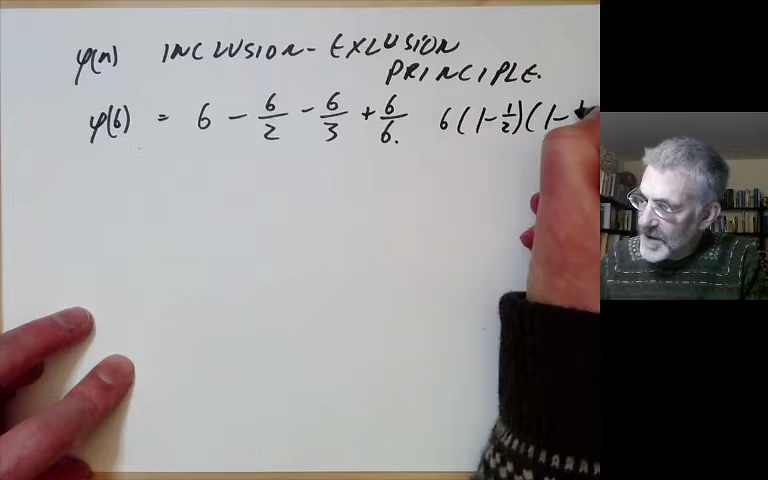 φ(n) INCLUSION-EXLUSION
PRINCIPLE.
φ(6) = 6 - 6/2 - 6/3 + 6/6. 6(1-1/2)(1-